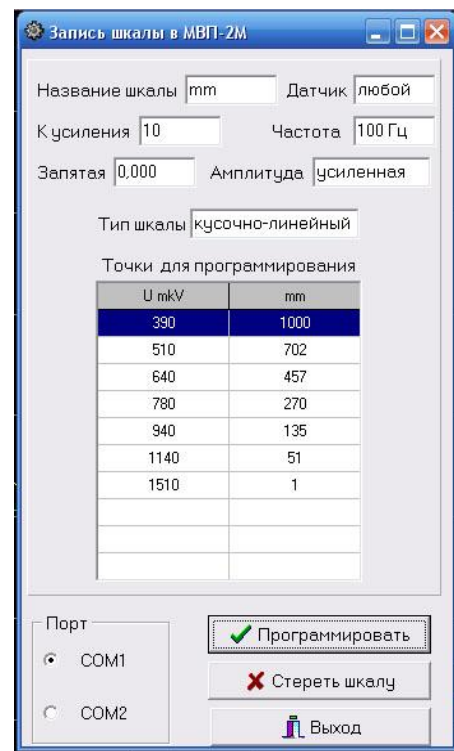 Запись шкалы в МВП-2М
Название шкалы mm Датчик любой
К усиления 10 Частота 100 Гц
Запятая 0,000 Амплитуда усиленная
Тип шкалы кусочно-линейный
Точки для программирования
U mkV mm
390 1000
510 702
640 457
780 270
940 135
1140 51
1510 1
Порт
COM1
COM2
Программировать
Стереть шкалу
Выход